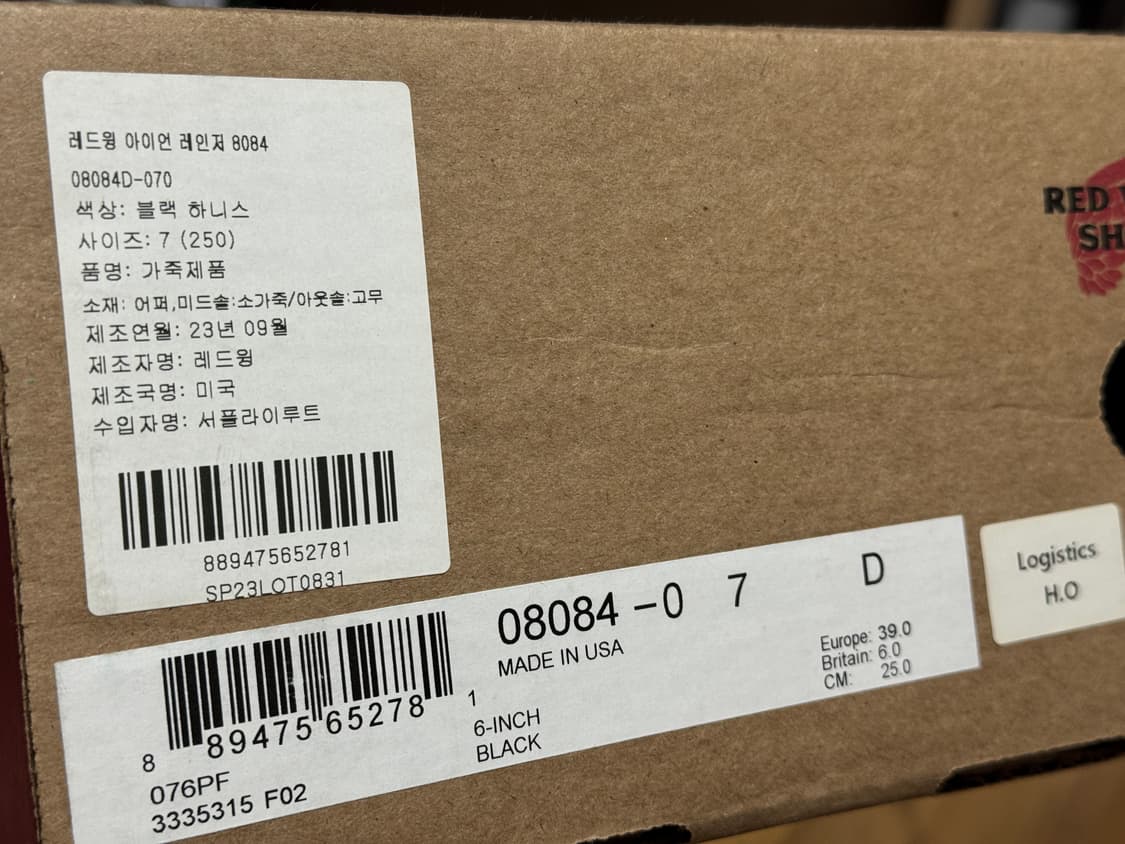 레드윙 아이언 레인저 8084
08084D-070
색상: 블랙 하니스
사이즈: 7 (250)
품명: 가죽제품
소재: 어퍼,미드솔:소가죽/아웃솔:고무
제조연월: 23년 09월
제조자명: 레드윙
제조국명: 미국
수입자명: 서플라이루트
889475652781
SP23LOT0831
RED
SH
Logistics
H.O
08084 -0 7 D
MADE IN USA
Europe: 39.0
Britain: 6.0
CM: 25.0
6-INCH
BLACK
8 89475 65278 1
076PF
3335315 F02